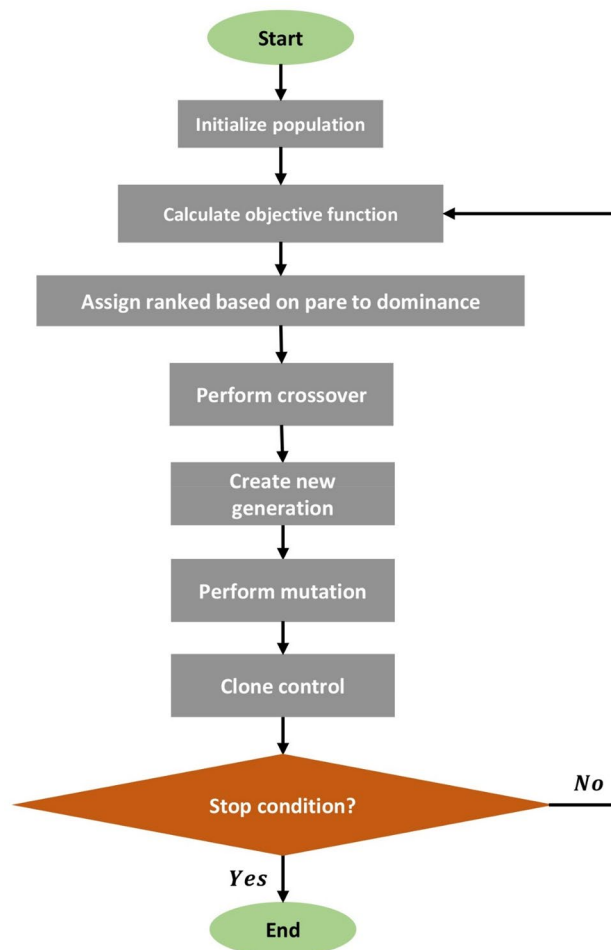 Start
Initialize population
Calculate objective function
Assign ranked based on pare to dominance
Perform crossover
Create new
generation
Perform mutation
Clone control
Stop condition?
No
Yes
End